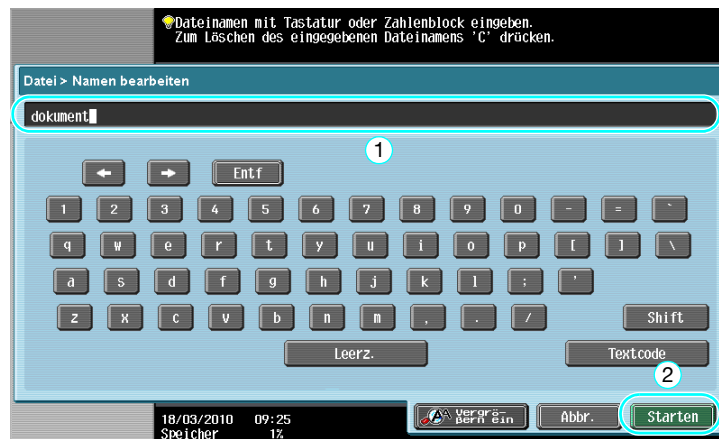 Dateinamen mit Tastatur oder Zahlenblock eingeben.
Zum Löschen des eingegebenen Dateinamens 'C' drücken.
Datei > Namen bearbeiten
dokument
1
← → Entf
1 2 3 4 5 6 7 8 9 0 - = `
q w e r t y u i o p [ ] \
a s d f g h j k l ; '
z x c v b n m , . / Shift
Leerz. Textcode
2
Vergrö-
bern ein Abbr. Starten
18/03/2010 09:25
Speicher 1%